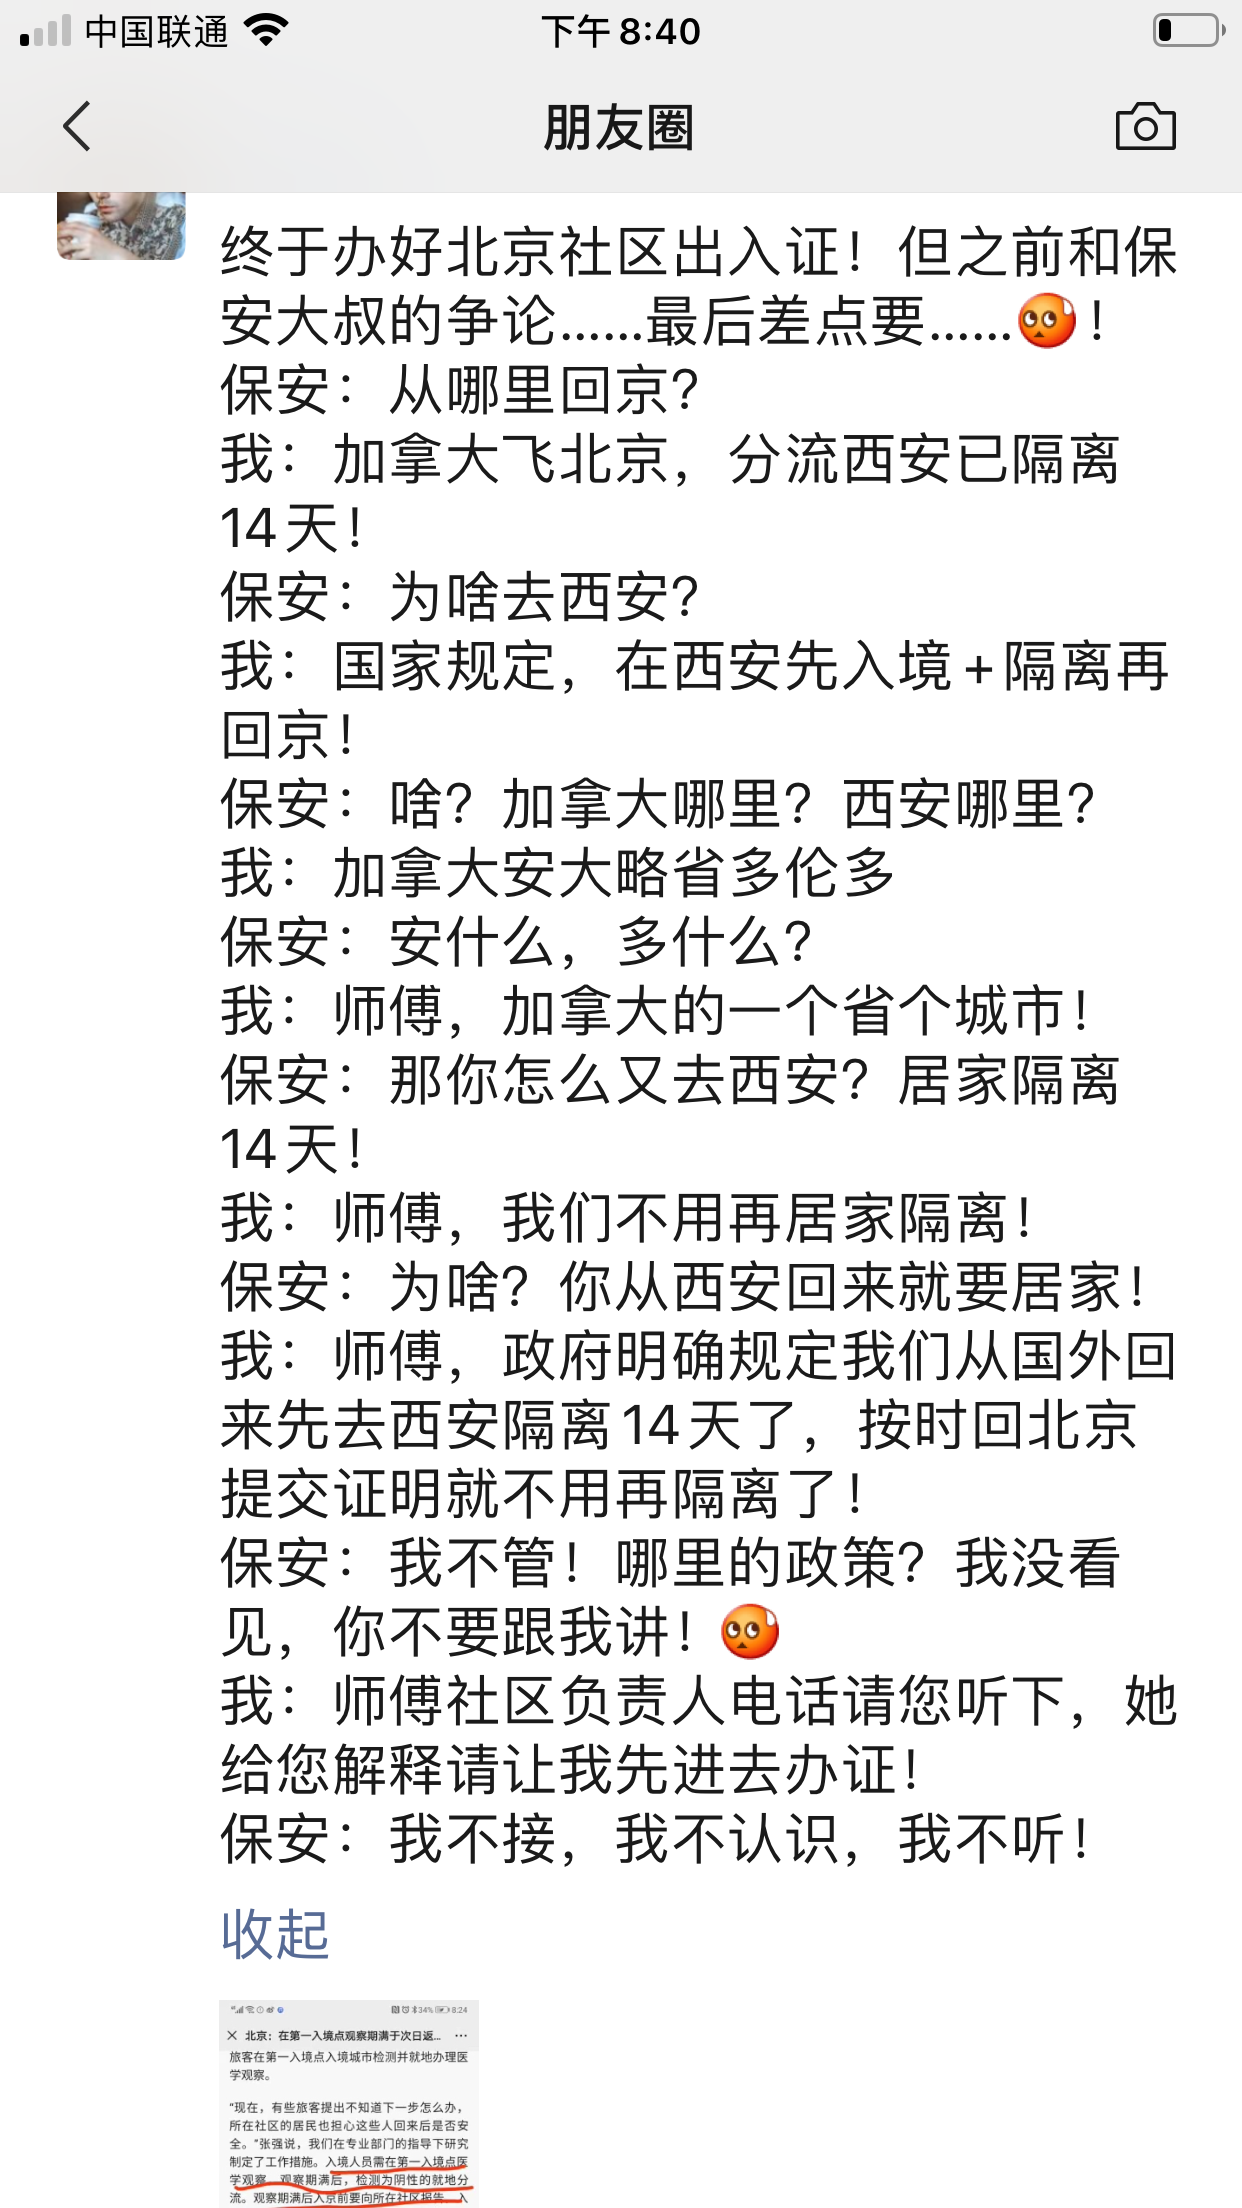 中国联通
下午8:40
朋友圈
终于办好北京社区出入证！但之前和保
安大叔的争论……最后差点要……！
保安：从哪里回京？
我：加拿大飞北京，分流西安已隔离
14天！
保安：为啥去西安？
我：国家规定，在西安先入境+隔离再
回京！
保安：啥？加拿大哪里？西安哪里？
我：加拿大安大略省多伦多
保安：安什么，多什么？
我：师傅，加拿大的一个省个城市！
保安：那你怎么又去西安？居家隔离
14天！
我：师傅，我们不用再居家隔离！
保安：为啥？你从西安回来就要居家！
我：师傅，政府明确规定我们从国外回
来先去西安隔离14天了，按时回北京
提交证明就不用再隔离了！
保安：我不管！哪里的政策？我没看
见，你不要跟我讲！
我：师傅社区负责人电话请您听下，她
给您解释请让我先进去办证！
保安：我不接，我不认识，我不听！
收起
34% 8:24
北京：在第一入境点观察期满于次日返...
旅客在第一入境点入境城市检测并就地办理医
学观察。
“现在，有些旅客提出不知道下一步怎么办，
所在社区的居民也担心这些人回来后是否安
全。”张强说，我们在专业部门的指导下研究
制定了工作措施。入境人员需在第一入境点医
学观察，观察期满后，检测为阴性的就地分
流。观察期满后入京前要向所在社区报告，入